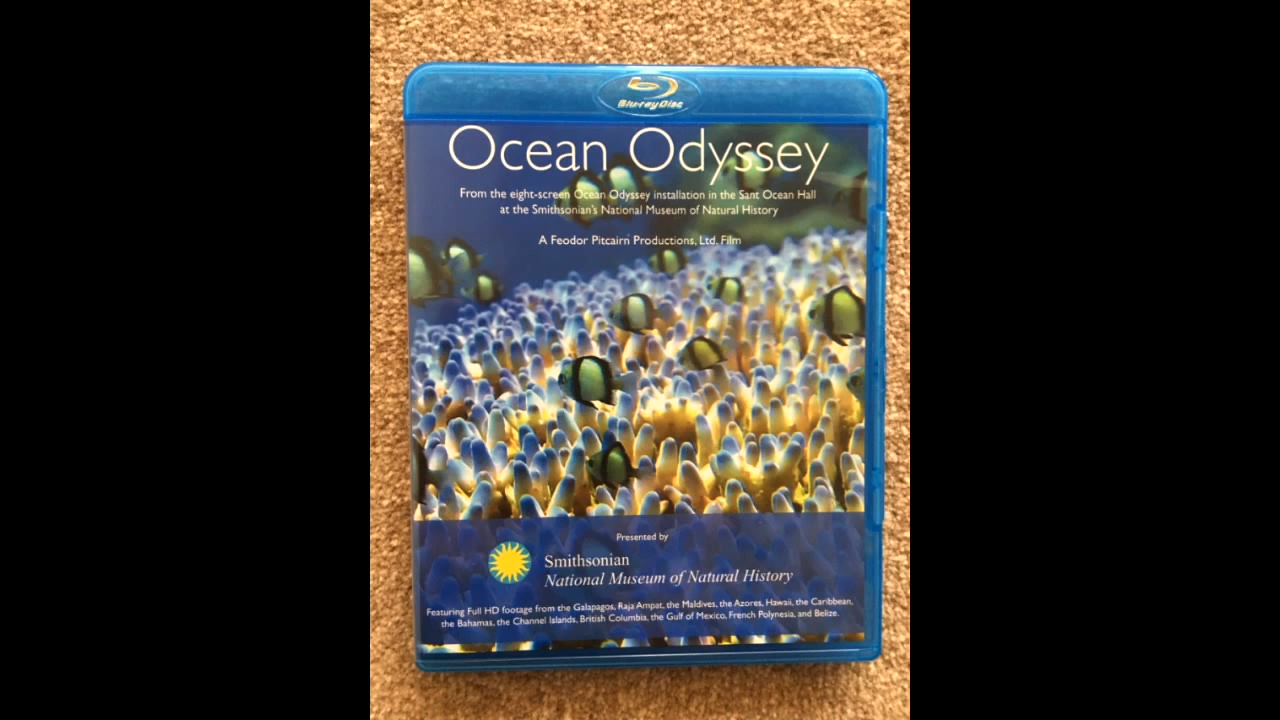 Blu-ray Disc
Ocean Odyssey
From the eight-screen Ocean Odyssey installation in the Sant Ocean Hall
at the Smithsonian's National Museum of Natural History
A Feodor Pitcairn Productions, Ltd. Film
Presented by
Smithsonian
National Museum of Natural History
Featuring Full HD footage from the Galapagos, Raja Ampat, the Maldives, the Azores, Hawaii, the Caribbean,
the Bahamas, the Channel Islands, British Columbia, the Gulf of Mexico, French Polynesia, and Belize.